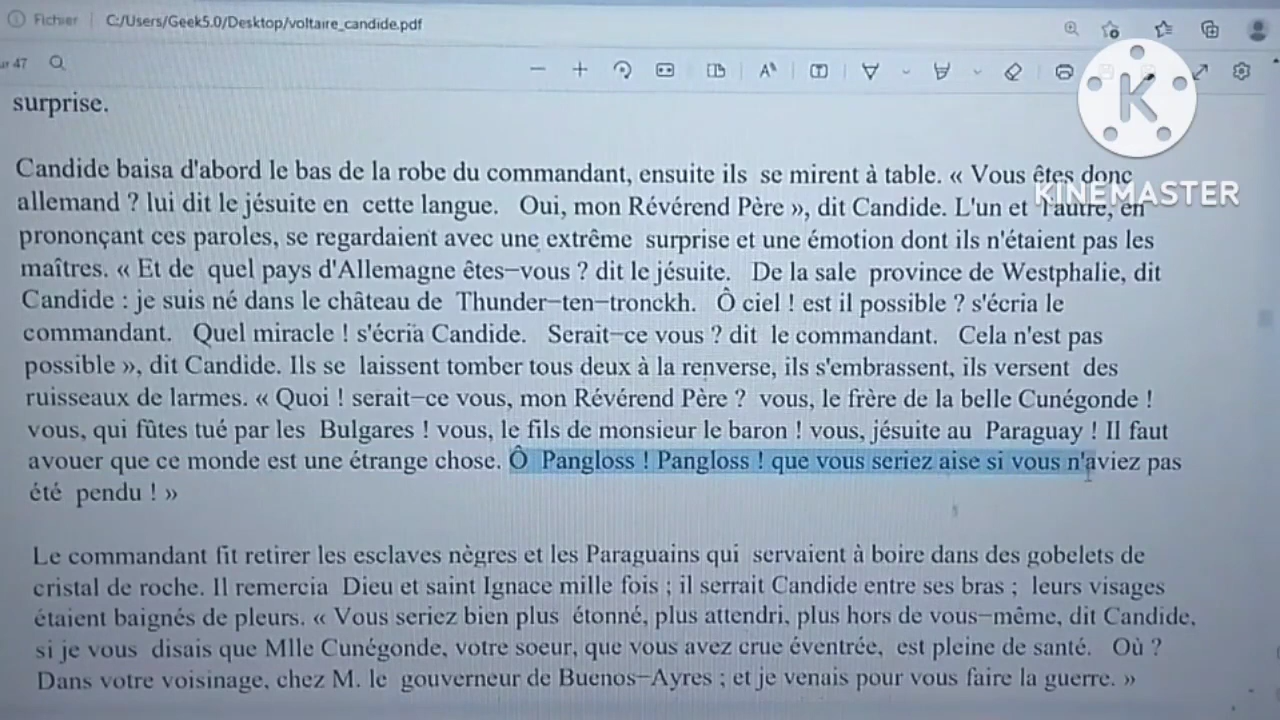 Fichier | C:/Users/Geek5.0/Desktop/voltaire_candide.pdf
ur 47
surprise.
Candide baisa d'abord le bas de la robe du commandant, ensuite ils se mirent à table. « Vous êtes donc
allemand ? lui dit le jésuite en cette langue. Oui, mon Révérend Père », dit Candide. L'un et l'autre, en
prononçant ces paroles, se regardaient avec une extrême surprise et une émotion dont ils n'étaient pas les
maîtres. « Et de quel pays d'Allemagne êtes−vous ? dit le jésuite. De la sale province de Westphalie, dit
Candide : je suis né dans le château de Thunder−ten−tronckh. Ô ciel ! est il possible ? s'écria le
commandant. Quel miracle ! s'écria Candide. Serait−ce vous ? dit le commandant. Cela n'est pas
possible », dit Candide. Ils se laissent tomber tous deux à la renverse, ils s'embrassent, ils versent des
ruisseaux de larmes. « Quoi ! serait−ce vous, mon Révérend Père ? vous, le frère de la belle Cunégonde !
vous, qui fûtes tué par les Bulgares ! vous, le fils de monsieur le baron ! vous, jésuite au Paraguay ! Il faut
avouer que ce monde est une étrange chose. Ô Pangloss ! Pangloss ! que vous seriez aise si vous n'aviez pas
été pendu ! »
Le commandant fit retirer les esclaves nègres et les Paraguains qui servaient à boire dans des gobelets de
cristal de roche. Il remercia Dieu et saint Ignace mille fois ; il serrait Candide entre ses bras ; leurs visages
étaient baignés de pleurs. « Vous seriez bien plus étonné, plus attendri, plus hors de vous−même, dit Candide,
si je vous disais que Mlle Cunégonde, votre soeur, que vous avez crue éventrée, est pleine de santé. Où ?
Dans votre voisinage, chez M. le gouverneur de Buenos−Ayres ; et je venais pour vous faire la guerre. »
K
KINEMASTER